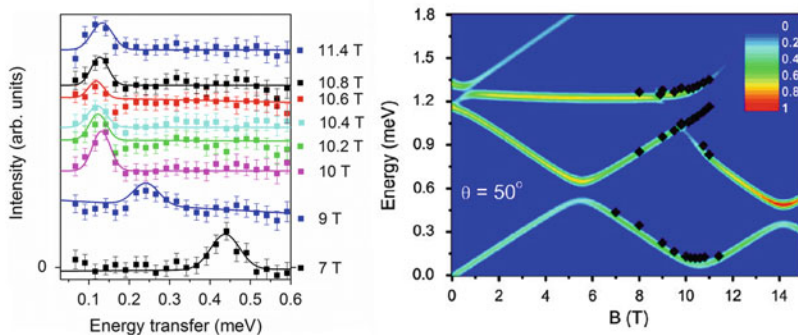 Intensity (arb. units)
0
11.4 T
10.8 T
10.6 T
10.4 T
10.2 T
10 T
9 T
7 T
0.1 0.2 0.3 0.4 0.5 0.6
Energy transfer (meV)
Energy (meV)
1.8
1.5
1.2
0.9
0.6
0.3
0.0
θ = 50°
0
0.2
0.4
0.6
0.8
1
0 2 4 6 8 10 12 14
B (T)